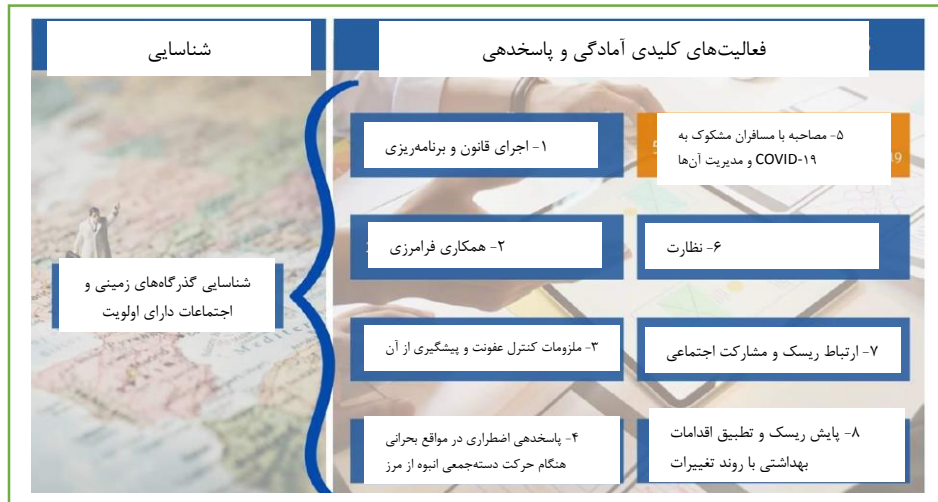 شناسایی
فعالیت‌های کلیدی آمادگی و پاسخدهی
شناسایی گذرگاه‌های زمینی و
اجتماعات دارای اولویت
۱- اجرای قانون و برنامه‌ریزی
۲- همکاری فرامرزی
۳- ملزومات کنترل عفونت و پیشگیری از آن
۴- پاسخدهی اضطراری در مواقع بحرانی
هنگام حرکت دسته‌جمعی انبوه از مرز
۵- مصاحبه با مسافران مشکوک به
COVID-۱۹ و مدیریت آن‌ها
۶- نظارت
۷- ارتباط ریسک و مشارکت اجتماعی
۸- پایش ریسک و تطبیق اقدامات
بهداشتی با روند تغییرات